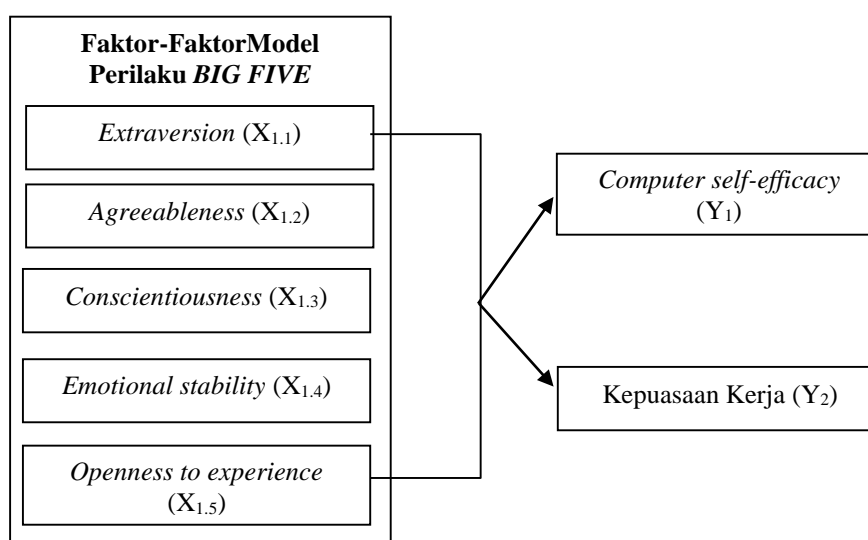 Faktor-FaktorModel
Perilaku BIG FIVE
Extraversion (X1.1)
Agreeableness (X1.2)
Conscientiousness (X1.3)
Emotional stability (X1.4)
Openness to experience
(X1.5)
Computer self-efficacy
(Y1)
Kepuasaan Kerja (Y2)